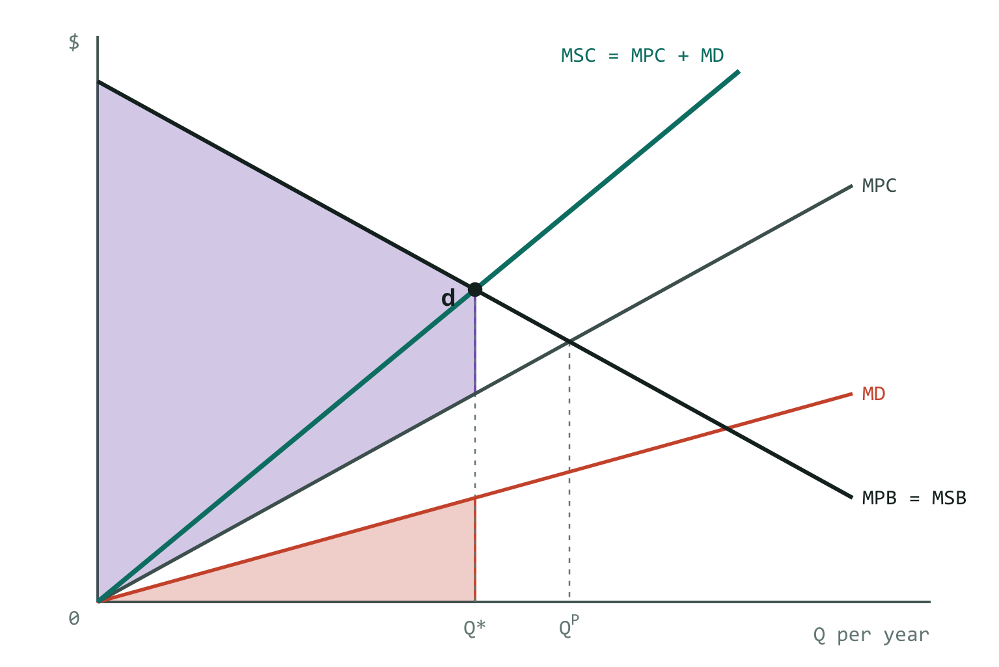 $
MSC = MPC + MD
MPC
d
MD
MPB = MSB
0
Q*
Qᴾ
Q per year